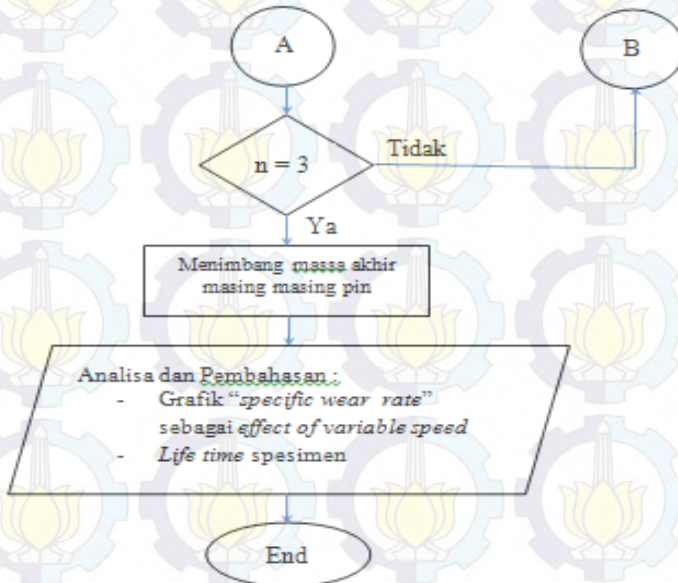 A
B
n = 3
Tidak
Ya
Menimbang massa akhir
masing masing pin
Analisa dan Pembahasan :
- Grafik “specific wear rate”
sebagai effect of variable speed
- Life time spesimen
End